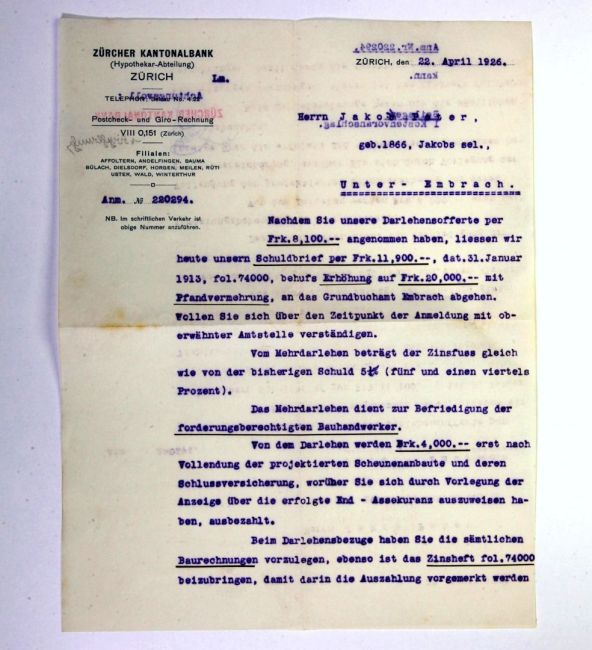 ZÜRCHER KANTONALBANK
(Hypothekar-Abteilung)
ZÜRICH
Lm.
Postcheck- und Giro-Rechnung
VIII 0,151 (Zürich)
Filialen:
AFFOLTERN, ANDELFINGEN, BAUMA
BÜLACH, DIELSDORF, HORGEN, MEILEN, RÜTI
USTER, WALD, WINTERTHUR
Anm. № 220294.
NB. Im schriftlichen Verkehr ist
obige Nummer anzuführen.
ZÜRICH, den 22. April 1926.
Herrn Jakob
geb.1866, Jakobs sel.,
Unter- Embrach.
Nachdem Sie unsere Darlehensofferte per
Frk.8,100.-- angenommen haben, liessen wir
heute unsern Schuldbrief per Frk.11,900.--, dat.31.Januar
1913, fol.74000, behufs Erhöhung auf Frk.20,000.-- mit
Pfandvermehrung, an das Grundbuchamt Embrach abgehen.
Wollen Sie sich über den Zeitpunkt der Anmeldung mit ob-
erwähnter Amtstelle verständigen.
Vom Mehrdarlehen beträgt der Zinsfuss gleich
wie von der bisherigen Schuld 5¼% (fünf und einen viertels
Prozent).
Das Mehrdarlehen dient zur Befriedigung der
forderungsberechtigten Bauhandwerker.
Von dem Darlehen werden Frk.4,000.-- erst nach
Vollendung der projektierten Scheunenanbaute und deren
Schlussversicherung, worüber Sie sich durch Vorlegung der
Anzeige über die erfolgte End - Assekuranz auszuweisen ha-
ben, ausbezahlt.
Beim Darlehensbezuge haben Sie die sämtlichen
Baurechnungen vorzulegen, ebenso ist das Zinsheft fol.74000
beizubringen, damit darin die Auszahlung vorgemerkt werden